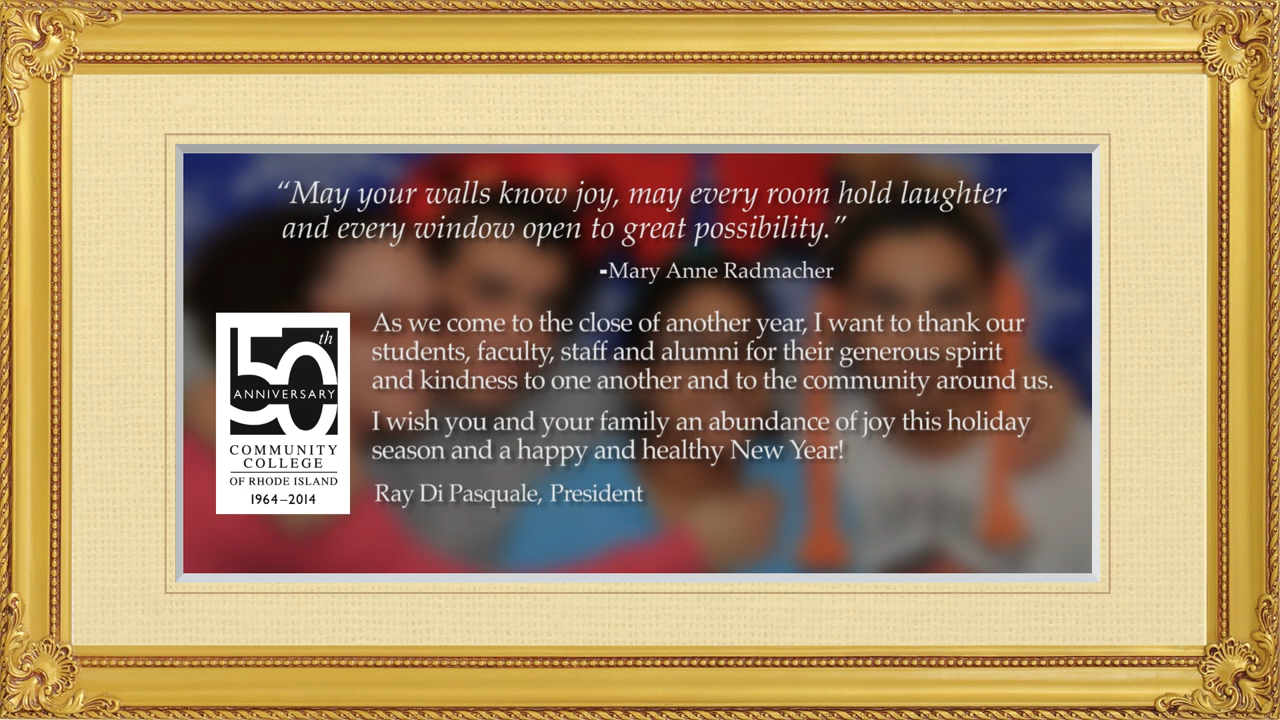 “May your walls know joy, may every room hold laughter
and every window open to great possibility.”
-Mary Anne Radmacher
As we come to the close of another year, I want to thank our
students, faculty, staff and alumni for their generous spirit
and kindness to one another and to the community around us.
I wish you and your family an abundance of joy this holiday
season and a happy and healthy New Year!
Ray Di Pasquale, President
50th
ANNIVERSARY
COMMUNITY
COLLEGE
OF RHODE ISLAND
1964–2014